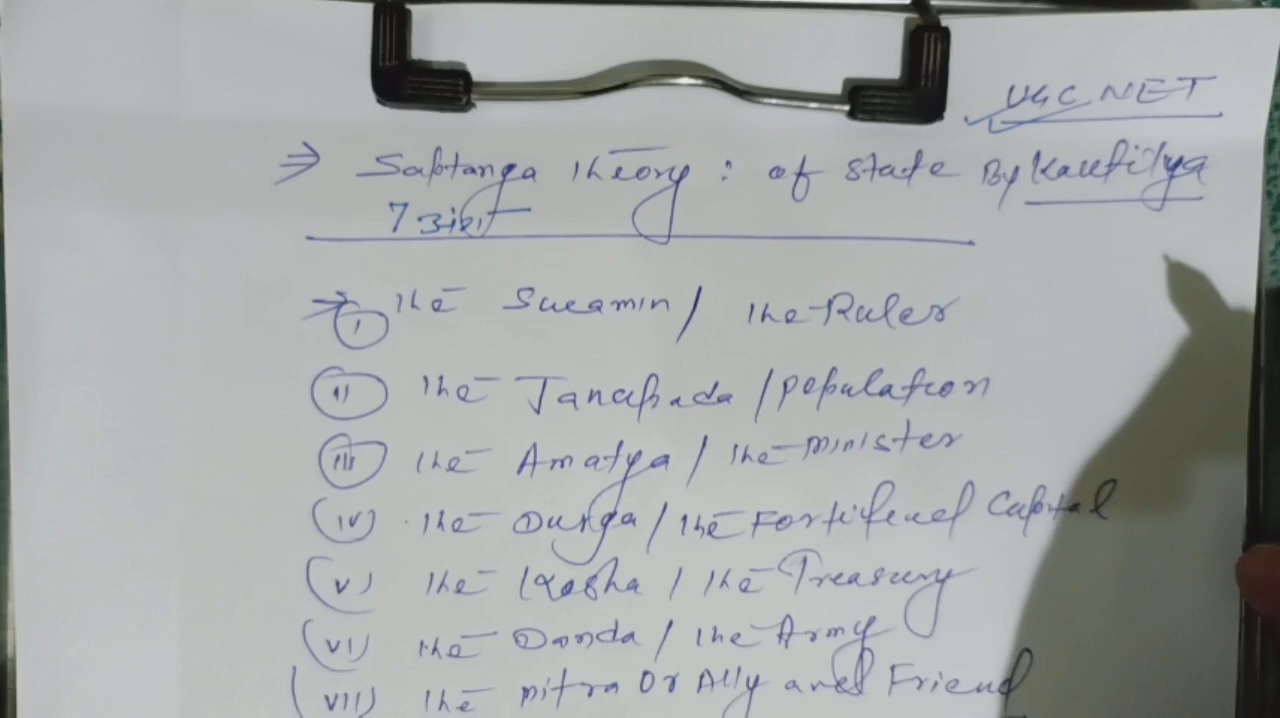 UGC NET
⇒ Saptanga Theory : of State By Kautilya
7 अंग
→ (i) The Swamin / The Ruler
(ii) The Janapada / population
(iii) The Amatya / The minister
(iv) The Durga / The Fortified Capital
(v) The Kosha / The Treasury
(vi) The Danda / The Army
(vii) The mitra Or Ally and Friend